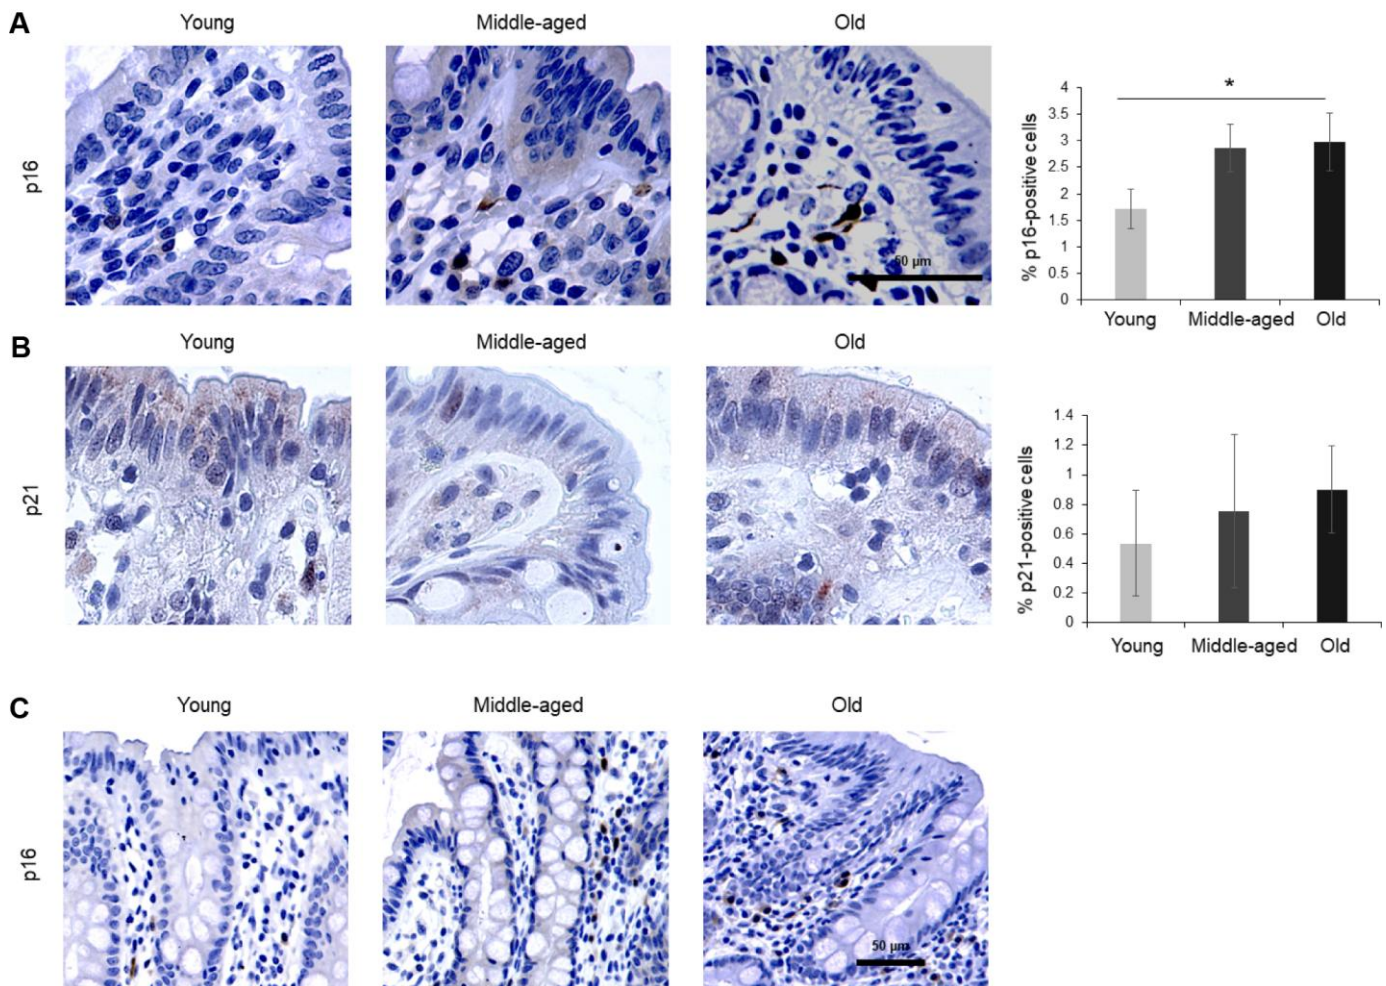 A
Young
Middle-aged
Old
p16
50 µm
% p16-positive cells
4
3.5
3
2.5
2
1.5
1
0.5
0
*
Young
Middle-aged
Old
B
Young
Middle-aged
Old
p21
% p21-positive cells
1.4
1.2
1
0.8
0.6
0.4
0.2
0
Young
Middle-aged
Old
C
Young
Middle-aged
Old
p16
50 µm